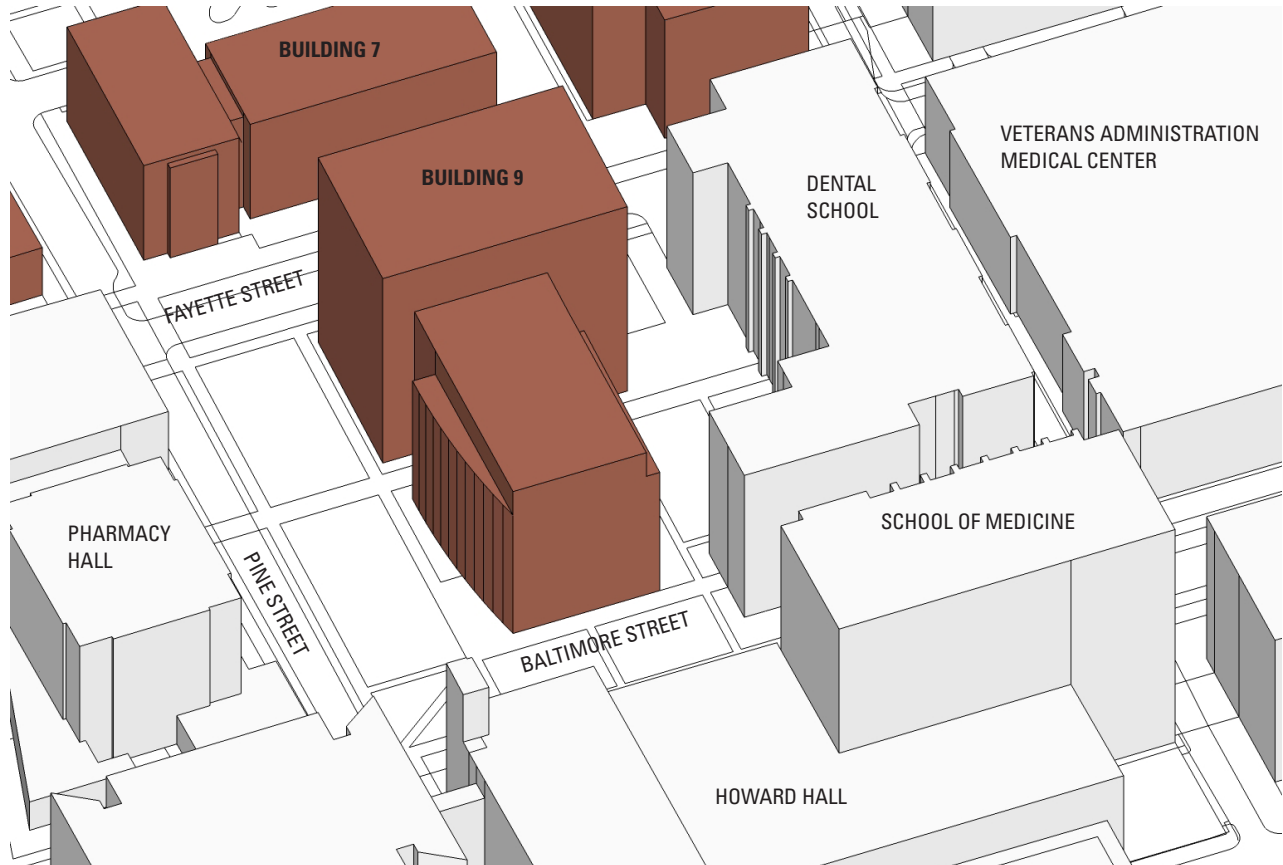 BUILDING 7
VETERANS ADMINISTRATION
MEDICAL CENTER
BUILDING 9
DENTAL
SCHOOL
FAYETTE STREET
PHARMACY
HALL
SCHOOL OF MEDICINE
PINE STREET
BALTIMORE STREET
HOWARD HALL